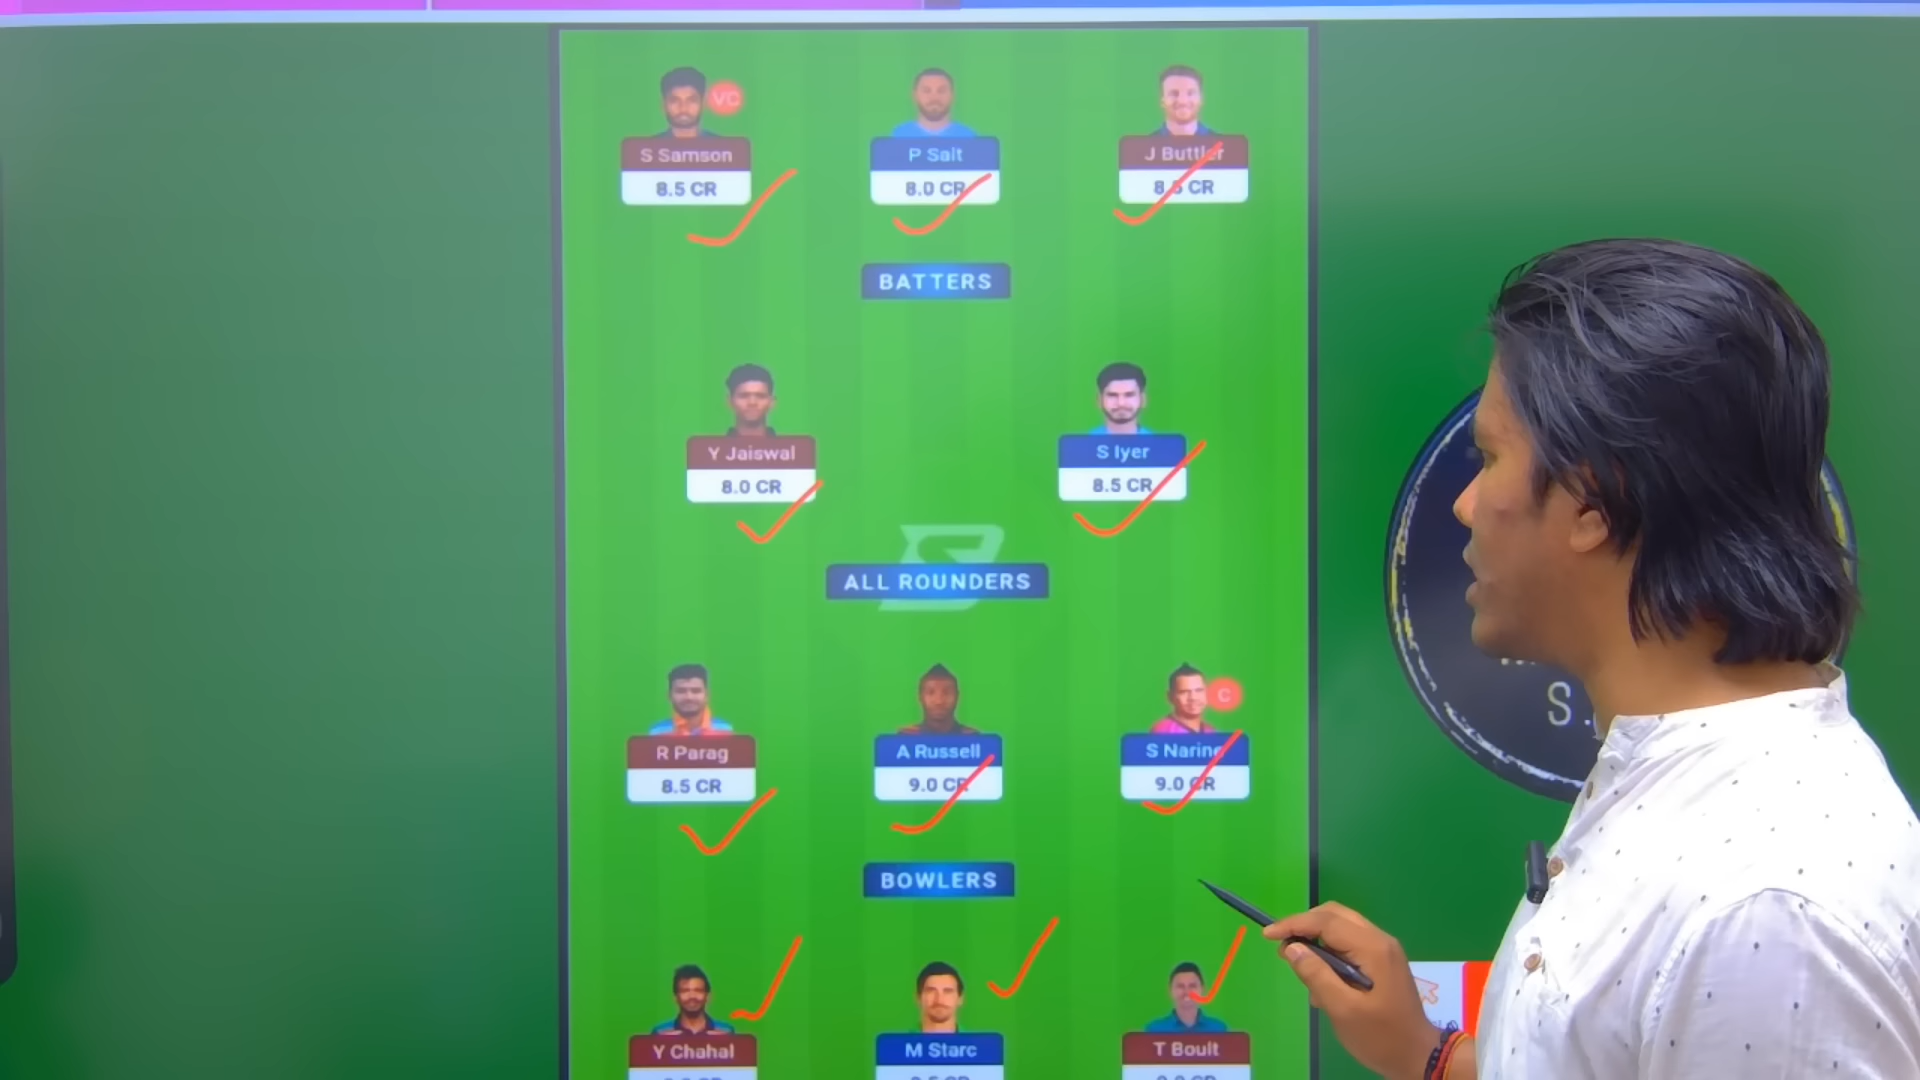 VC
S Samson
P Salt
J Buttler
8.5 CR
8.0 CR
8.5 CR
BATTERS
Y Jaiswal
S Iyer
8.0 CR
8.5 CR
ALL ROUNDERS
C
R Parag
A Russell
S Narine
8.5 CR
9.0 CR
9.0 CR
S.
BOWLERS
Y Chahal
M Starc
T Boult